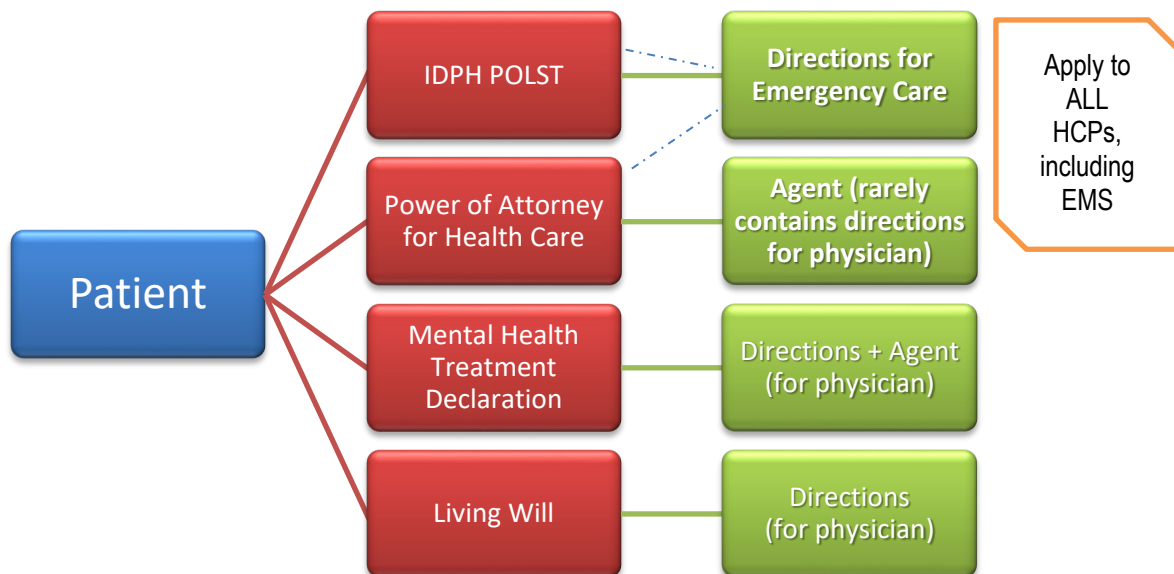 IDPH POLST
Directions for
Emergency Care
Apply to
ALL
HCPs,
including
EMS
Power of Attorney
for Health Care
Agent (rarely
contains directions
for physician)
Patient
Mental Health
Treatment
Declaration
Directions + Agent
(for physician)
Living Will
Directions
(for physician)